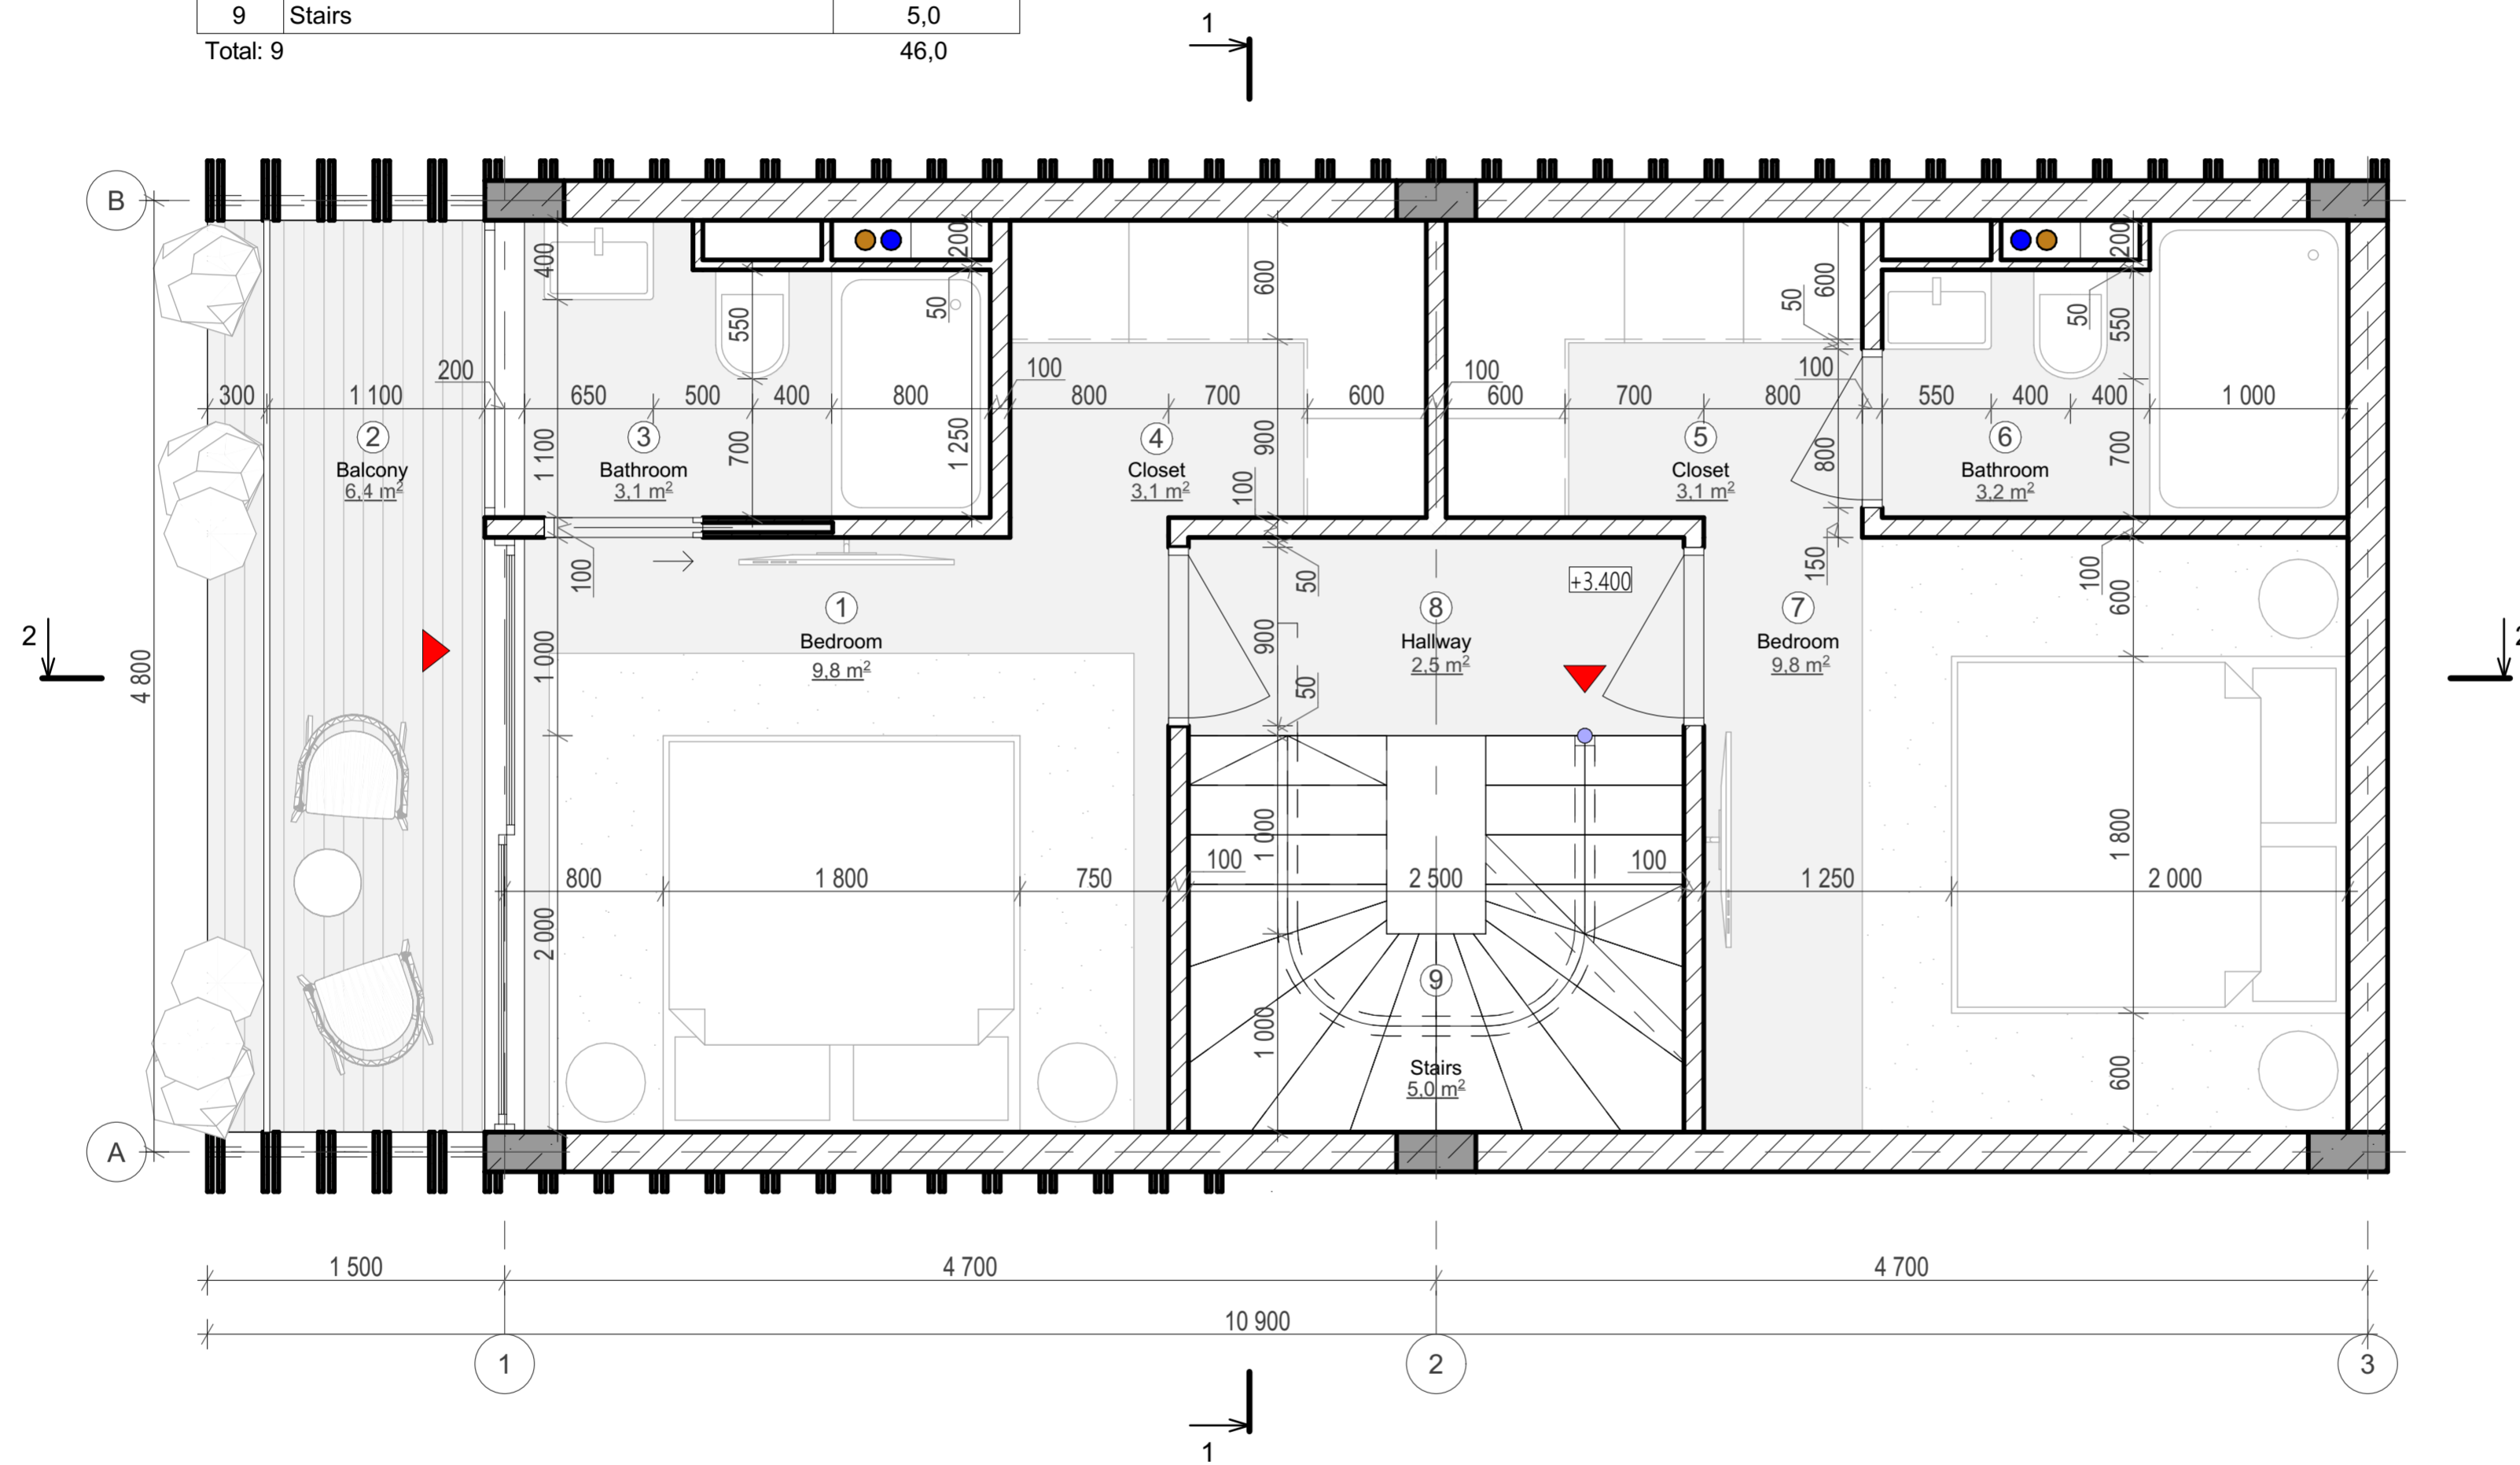 9 Stairs 5,0
Total: 9 46,0
1
B
400
200
50
600
600
50
200
50
550
550
200
100
100
100
300 1 100 650 500 400 800 800 700 600 600 700 800 550 400 400 1 000
2 3 4 5 6
Balcony Bathroom Closet Closet Bathroom
6,4 m² 3,1 m² 3,1 m² 3,1 m² 3,2 m²
1 100
700
1 250
900
100
800
700
100
50
+3.400
150
100
600
1 8 7
Bedroom Hallway Bedroom
9,8 m² 2,5 m² 9,8 m²
2 2
4 800
1 000
900
50
1 000
1 800
100 100
800 1 800 750 2 500 1 250 2 000
2 000
9
1 000
Stairs
5,0 m²
600
A
1 500 4 700 4 700
10 900
1 2 3
1